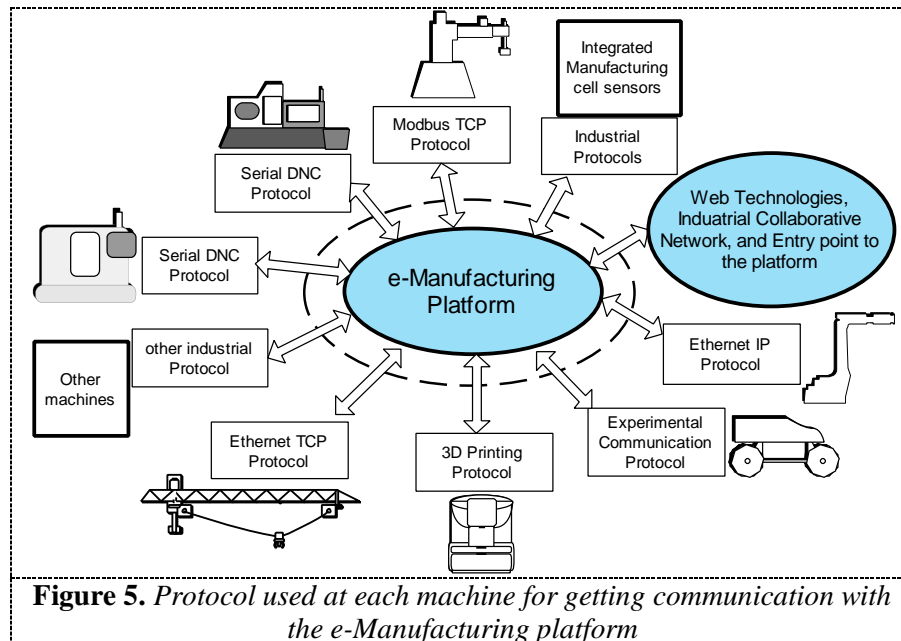 Integrated
Manufacturing
cell sensors
Modbus TCP
Protocol
Industrial
Protocols
Serial DNC
Protocol
Web Technologies,
Induatrial Collaborative
Network, and Entry point to
the platform
Serial DNC
Protocol
e-Manufacturing
Platform
other industrial
Protocol
Ethernet IP
Protocol
Other
machines
Ethernet TCP
Protocol
3D Printing
Protocol
Experimental
Communication
Protocol
Figure 5. Protocol used at each machine for getting communication with
the e-Manufacturing platform